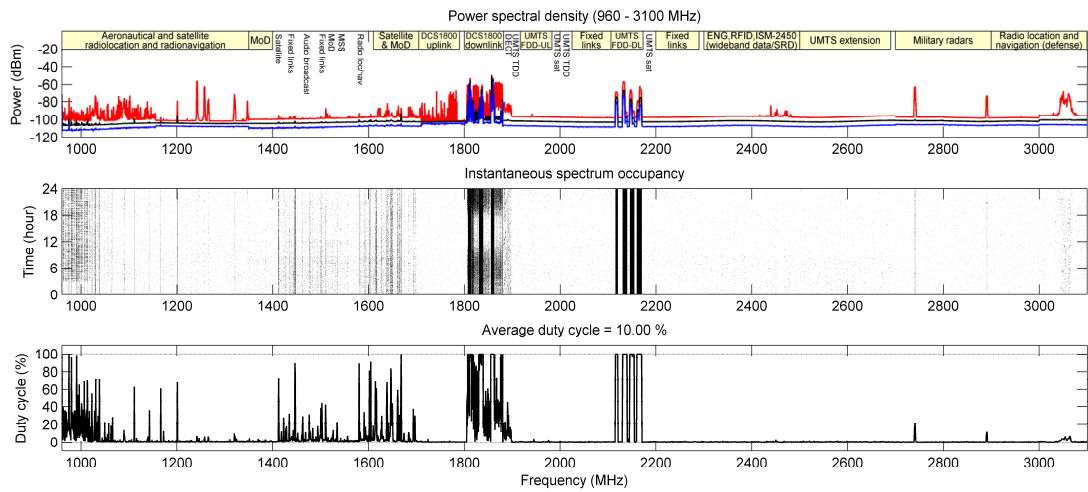 Power spectral density (960 - 3100 MHz)
Aeronautical and satellite
radiolocation and radionavigation
MoD
Satellite
Fixed links
Audio broadcast
Fixed links
MoD
MSS
Radio loc/nav
Satellite
& MoD
DCS1800
uplink
DCS1800
downlink
DECT
UMTS TDD
UMTS
FDD-UL
UMTS sat
UMTS TDD
Fixed
links
UMTS
FDD-DL
UMTS sat
Fixed
links
ENG,RFID,ISM-2450
(wideband data/SRD)
UMTS extension
Military radars
Radio location and
navigation (defense)
Power (dBm)
-20
-40
-60
-80
-100
-120
1000 1200 1400 1600 1800 2000 2200 2400 2600 2800 3000
Instantaneous spectrum occupancy
Time (hour)
24
18
12
6
0
1000 1200 1400 1600 1800 2000 2200 2400 2600 2800 3000
Average duty cycle = 10.00 %
Duty cycle (%)
100
80
60
40
20
0
1000 1200 1400 1600 1800 2000 2200 2400 2600 2800 3000
Frequency (MHz)